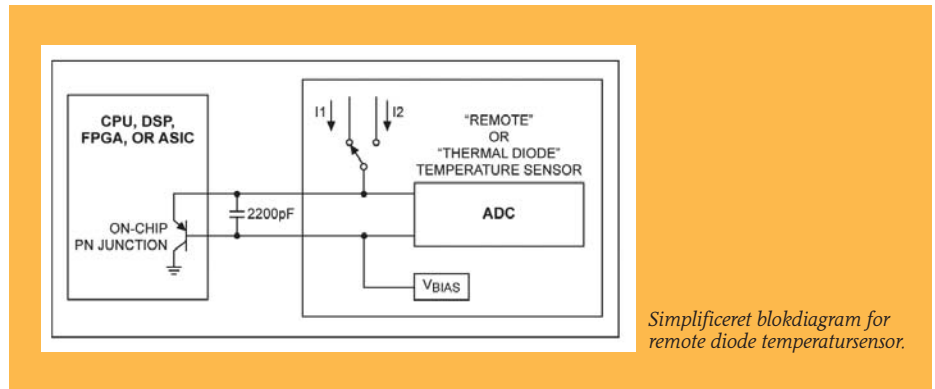 CPU, DSP,
FPGA, OR ASIC
ON-CHIP
PN JUNCTION
2200pF
I1
I2
"REMOTE"
OR
"THERMAL DIODE"
TEMPERATURE SENSOR
ADC
VBIAS
Simplificeret blokdiagram for
remote diode temperatursensor.